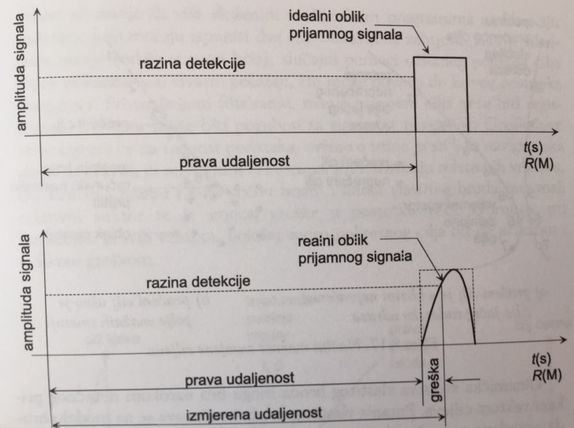 idealni oblik
prijamnog signala
amplituda signala
razina detekcije
t(s)
R(M)
prava udaljenost
realni oblik
prijamnog signala
amplituda signala
razina detekcije
t(s)
R(M)
prava udaljenost
greška
izmjerena udaljenost